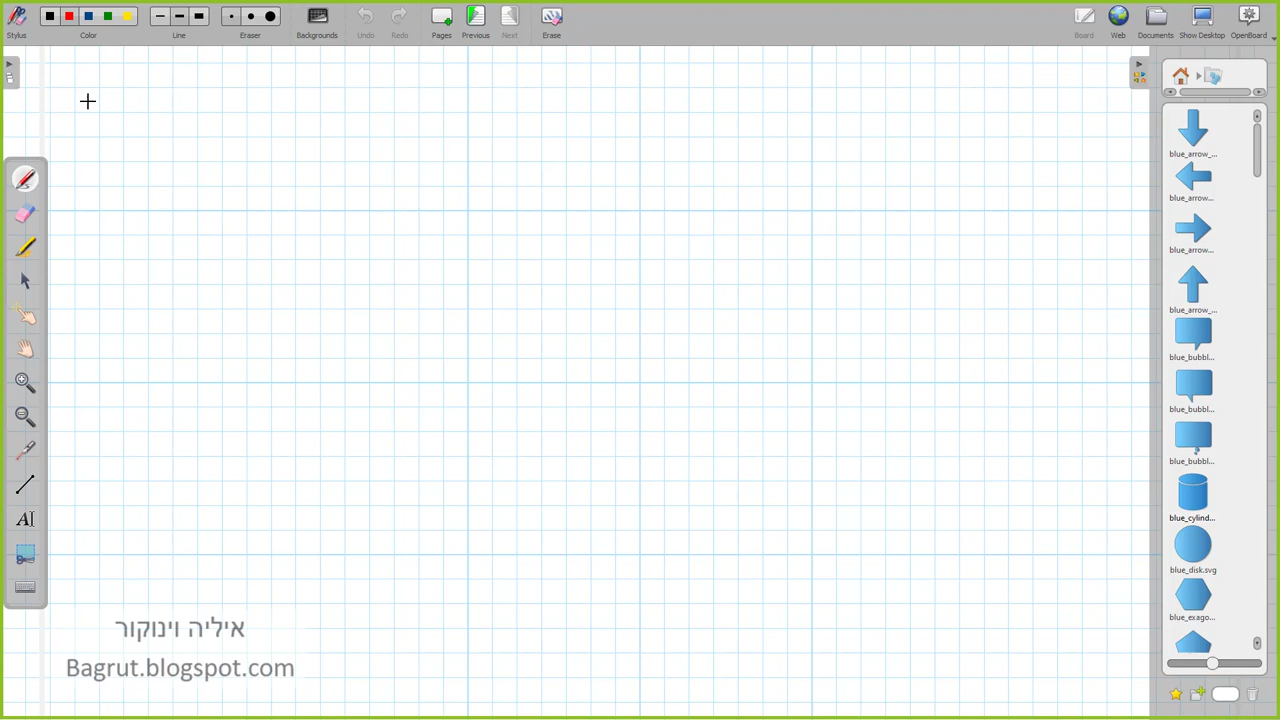 Stylus
Color
Line
Eraser
Backgrounds
Undo
Redo
Pages
Previous
Next
Erase
Board
Web
Documents
Show Desktop
OpenBoard
blue_arrow_...
blue_arrow...
blue_arrow...
blue_arrow_...
blue_bubbl...
blue_bubbl...
blue_bubbl...
blue_cylind...
blue_disk.svg
blue_exago...
איליה וינוקור
Bagrut.blogspot.com